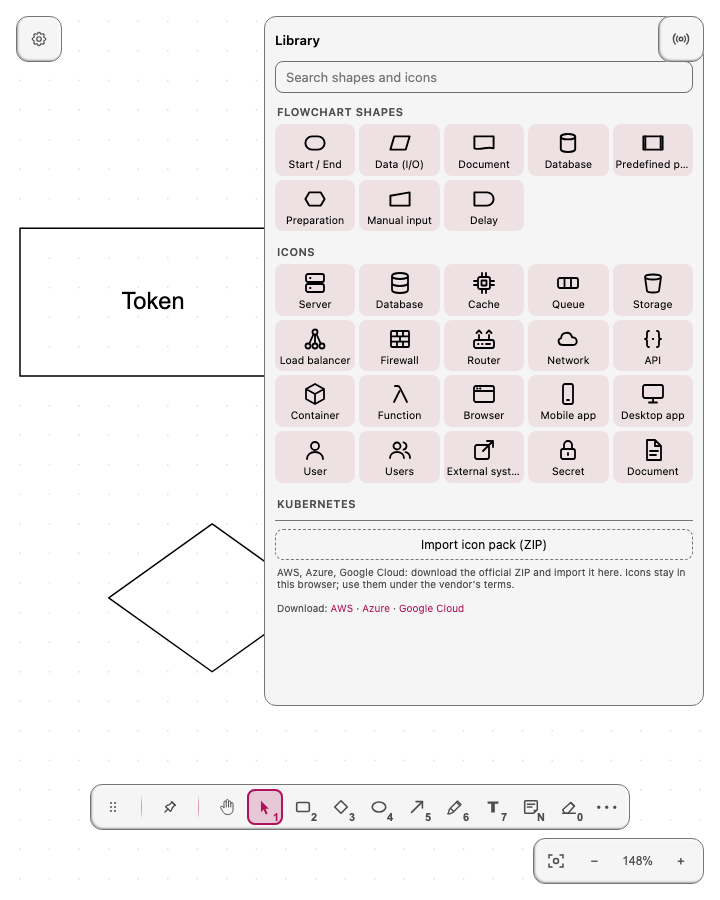 Library
Search shapes and icons
FLOWCHART SHAPES
Start / End
Data (I/O)
Document
Database
Predefined p...
Preparation
Manual input
Delay
ICONS
Server
Database
Cache
Queue
Storage
Load balancer
Firewall
Router
Network
API
Container
Function
Browser
Mobile app
Desktop app
User
Users
External syst...
Secret
Document
KUBERNETES
Import icon pack (ZIP)
AWS, Azure, Google Cloud: download the official ZIP and import it here. Icons stay in
this browser; use them under the vendor's terms.
Download: AWS · Azure · Google Cloud
Token
1
2
3
4
5
6
T 7
N
0
− 148% +